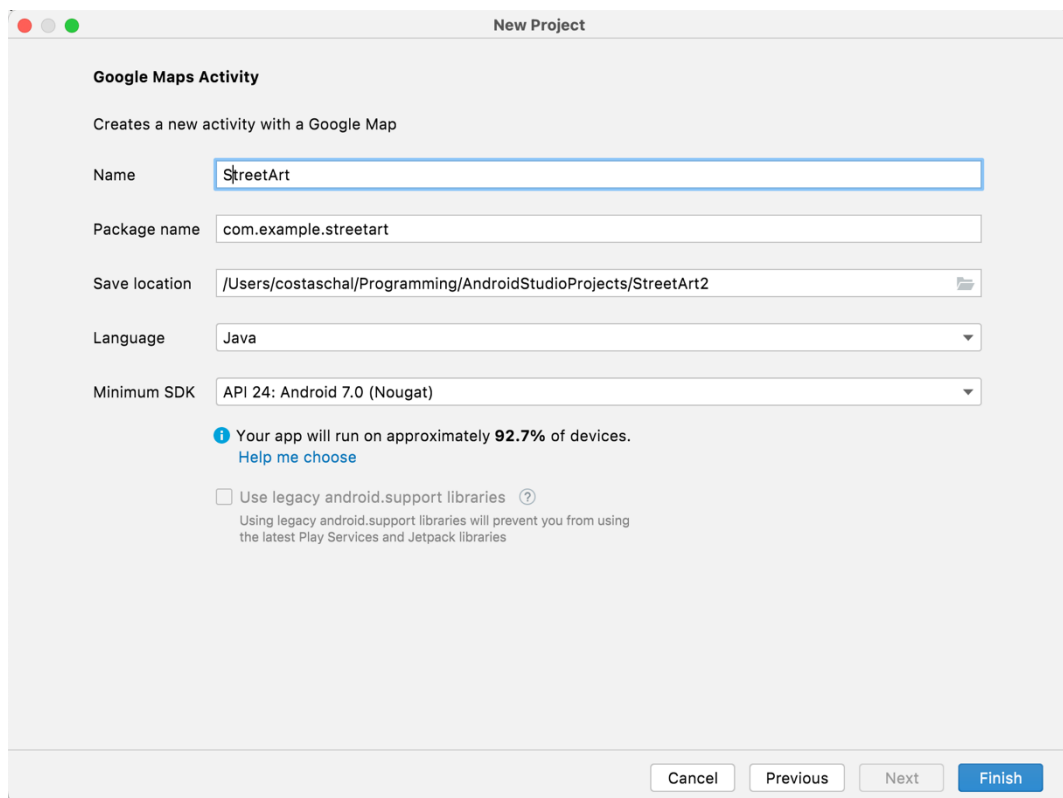 New Project
Google Maps Activity
Creates a new activity with a Google Map
Name StreetArt
Package name com.example.streetart
Save location /Users/costaschal/Programming/AndroidStudioProjects/StreetArt2
Language Java
Minimum SDK API 24: Android 7.0 (Nougat)
i Your app will run on approximately 92.7% of devices.
Help me choose
Use legacy android.support libraries ?
Using legacy android.support libraries will prevent you from using
the latest Play Services and Jetpack libraries
Cancel Previous Next Finish